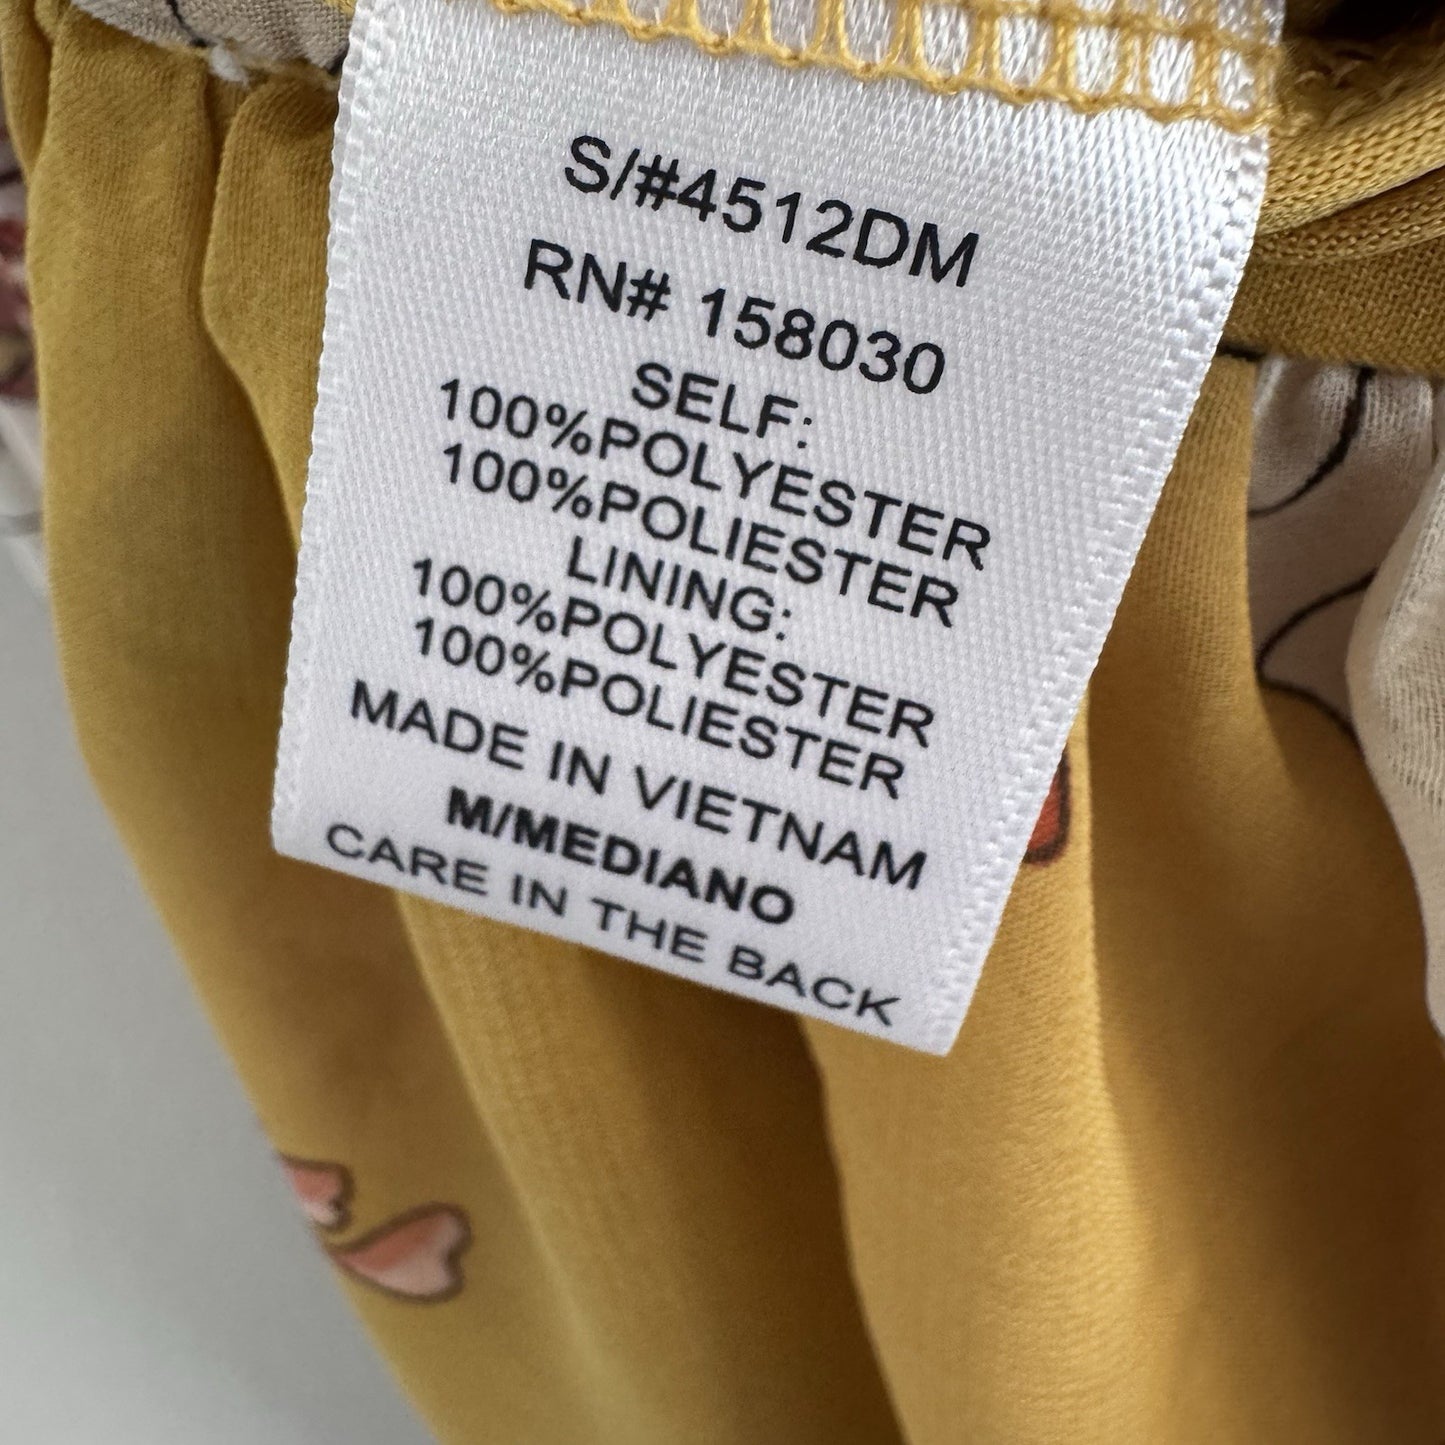 S/#4512DM
RN# 158030
SELF:
100%POLYESTER
100%POLIESTER
LINING:
100%POLYESTER
100%POLIESTER
MADE IN VIETNAM
M/MEDIANO
CARE IN THE BACK